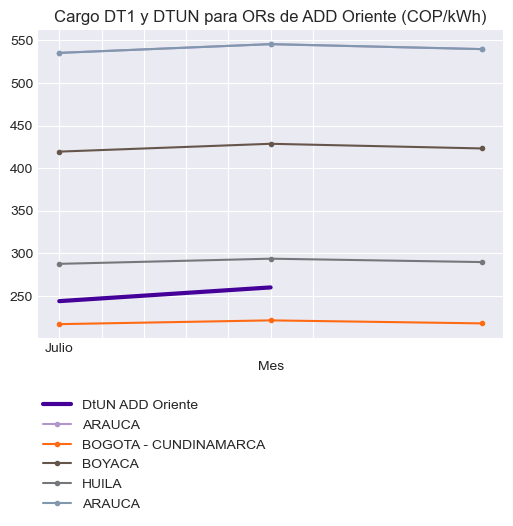 Cargo DT1 y DTUN para ORs de ADD Oriente (COP/kWh)
550
500
450
400
350
300
250
Julio
Mes
DtUN ADD Oriente
ARAUCA
BOGOTA - CUNDINAMARCA
BOYACA
HUILA
ARAUCA